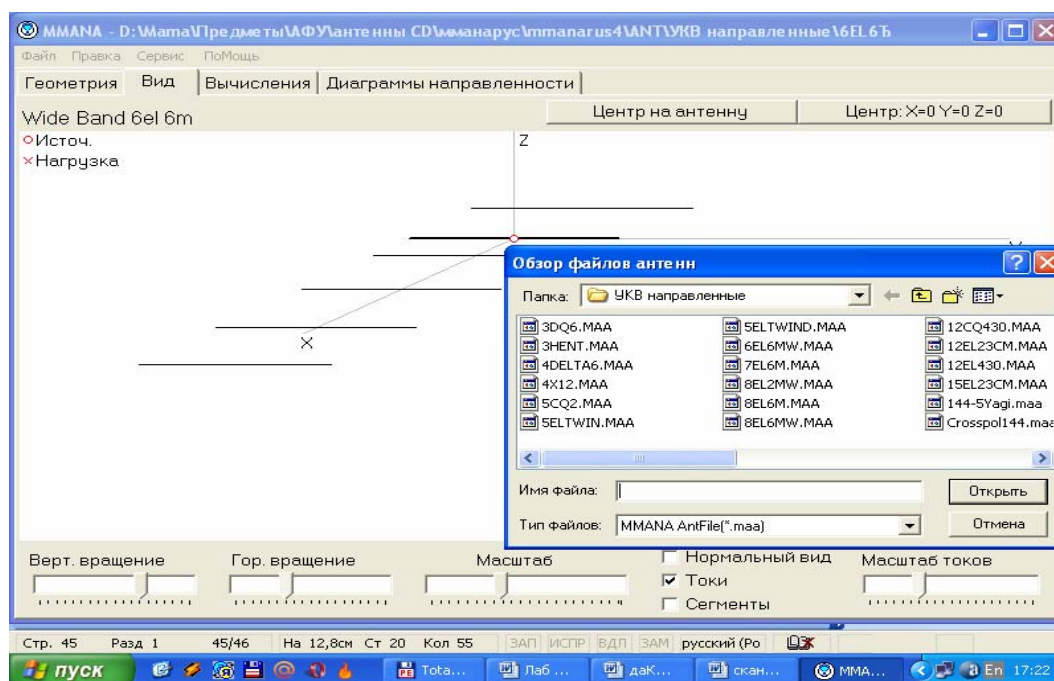 MMANA - D:\Мама\Предметы\АФУ\антенны CD\мманарус\mmanarus4\ANT\УКВ направленные\6EL6Ђ
Файл Правка Сервис ПоМощь
Геометрия Вид Вычисления Диаграммы направленности
Wide Band 6el 6m
Центр на антенну Центр: X=0 Y=0 Z=0
Источ.
Нагрузка
Z
X
Обзор файлов антенн
Папка: УКВ направленные
3DQ6.MAA 5ELTWIND.MAA 12CQ430.MAA
3HENT.MAA 6EL6MW.MAA 12EL23CM.MAA
4DELTA6.MAA 7EL6M.MAA 12EL430.MAA
4X12.MAA 8EL2MW.MAA 15EL23CM.MAA
5CQ2.MAA 8EL6M.MAA 144-5Yagi.maa
5ELTWIN.MAA 8EL6MW.MAA Crosspol144.maa
Имя файла: Открыть
Тип файлов: MMANA AntFile(*.maa) Отмена
Верт. вращение Гор. вращение Масштаб Нормальный вид Масштаб токов
Токи
Сегменты
Стр. 45 Разд 1 45/46 На 12,8см Ст 20 Кол 55 ЗАП ИСПР ВДЛ ЗАМ русский (Ро
пуск Tota... Лаб ... даК... скан... MMA... En 17:22